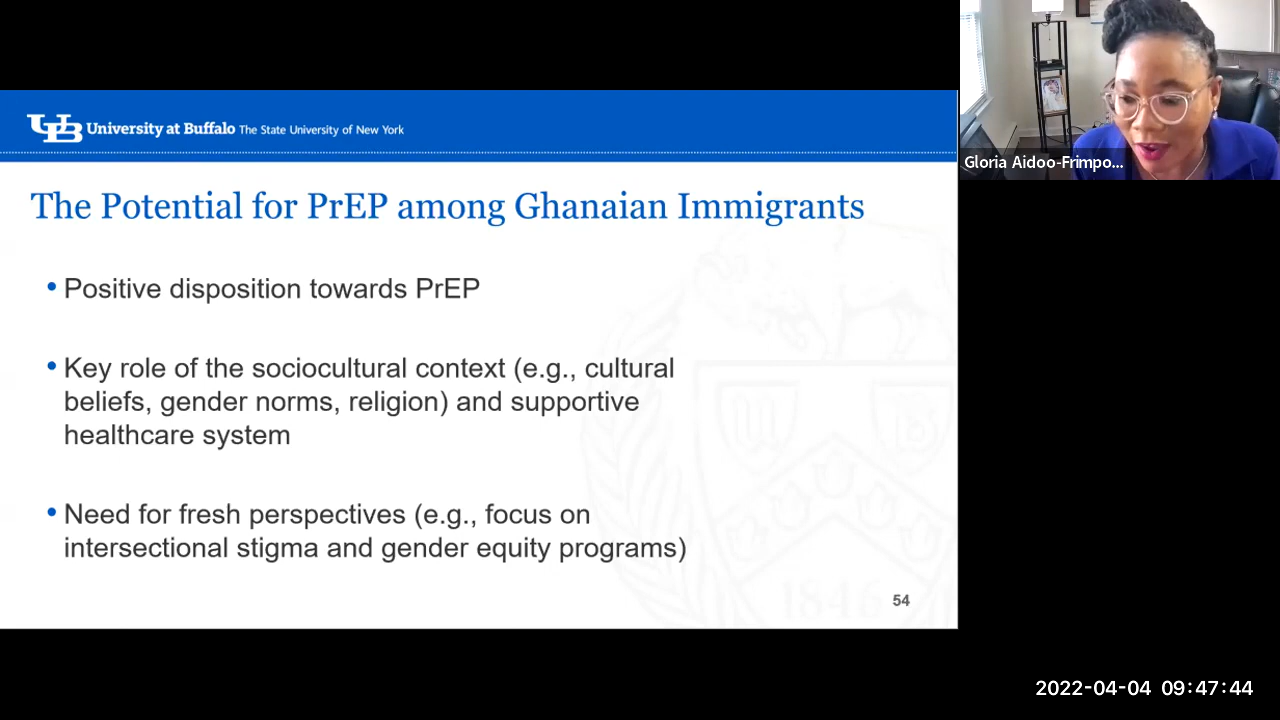 University at Buffalo The State University of New York
Gloria Aidoo-Frimpo...
The Potential for PrEP among Ghanaian Immigrants
• Positive disposition towards PrEP
• Key role of the sociocultural context (e.g., cultural
beliefs, gender norms, religion) and supportive
healthcare system
• Need for fresh perspectives (e.g., focus on
intersectional stigma and gender equity programs)
1846
54
2022-04-04 09:47:44